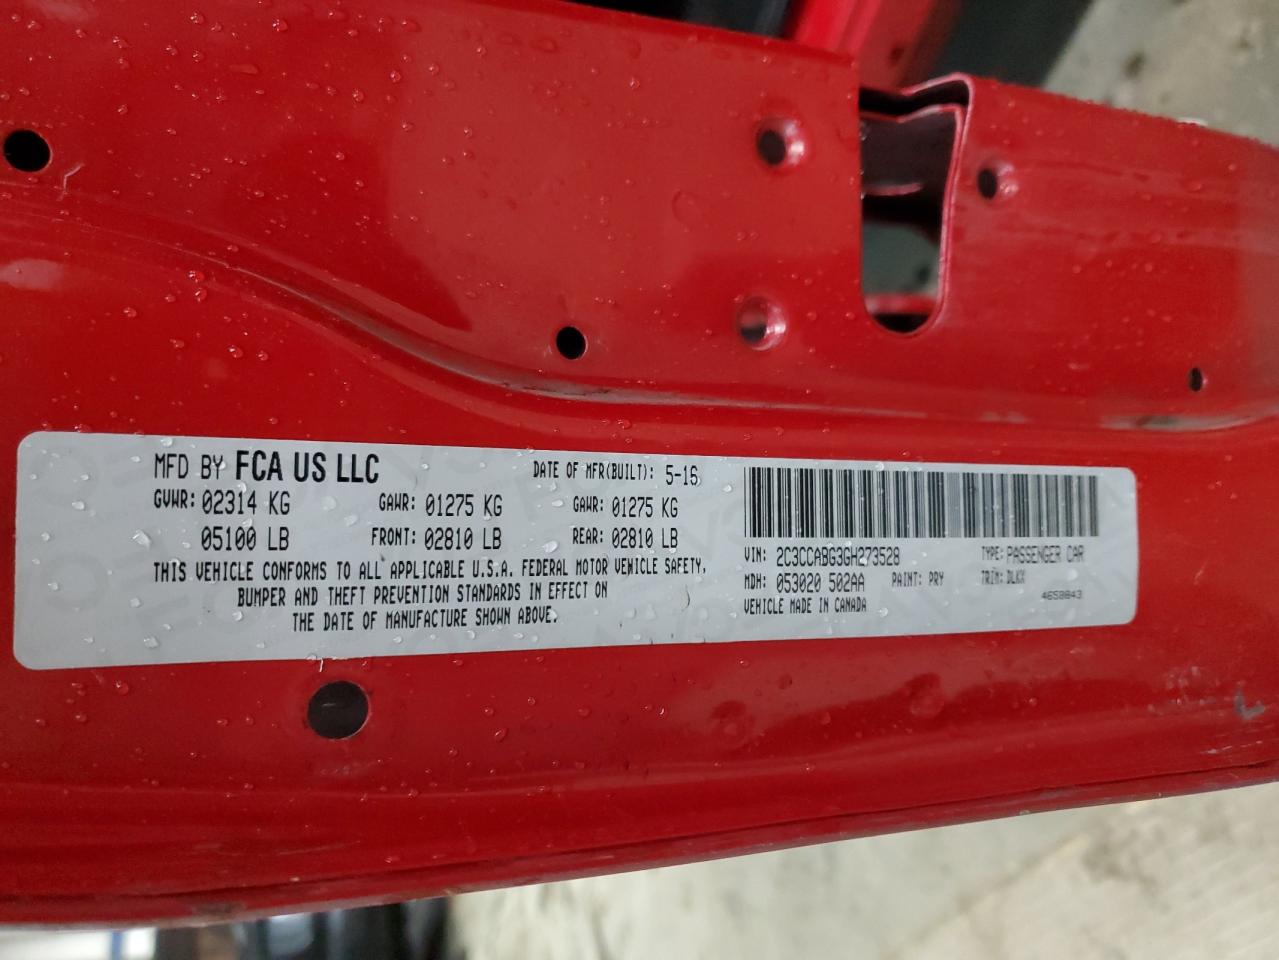 MFD BY FCA US LLC DATE OF MFR(BUILT): 5-16
GVWR: 02314 KG GAWR: 01275 KG GAWR: 01275 KG
05100 LB FRONT: 02810 LB REAR: 02810 LB
THIS VEHICLE CONFORMS TO ALL APPLICABLE U.S.A. FEDERAL MOTOR VEHICLE SAFETY,
BUMPER AND THEFT PREVENTION STANDARDS IN EFFECT ON
THE DATE OF MANUFACTURE SHOWN ABOVE.
VIN: 2C3CCABG3GH273528 TYPE: PASSENGER CAR
MDH: 053020 502AA PAINT: PRY TRIM: DLKX
VEHICLE MADE IN CANADA 4658843